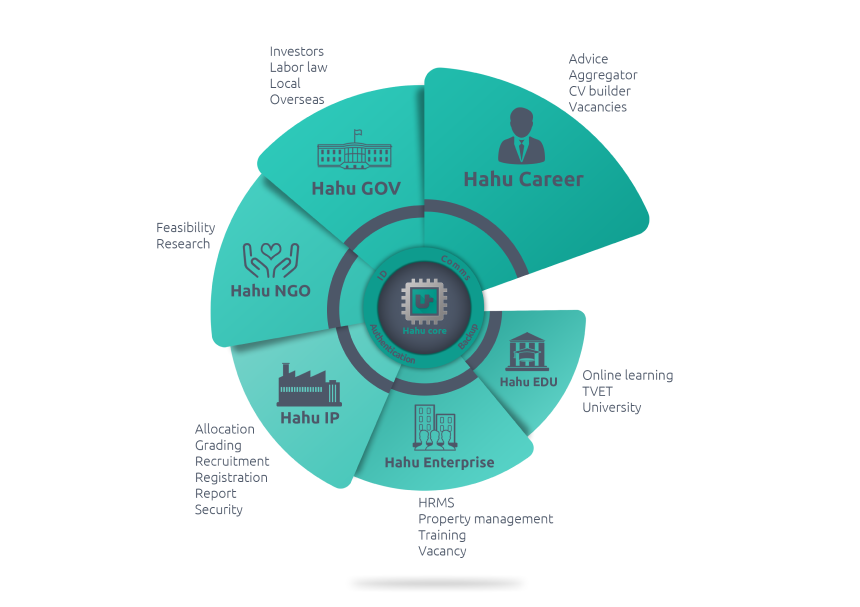 Investors
Labor law
Local
Overseas
Advice
Aggregator
CV builder
Vacancies
Hahu GOV
Hahu Career
Feasibility
Research
Hahu NGO
ID
Comms
Hahu core
Authentication
Backup
Hahu EDU
Online learning
TVET
University
Hahu IP
Allocation
Grading
Recruitment
Registration
Report
Security
Hahu Enterprise
HRMS
Property management
Training
Vacancy